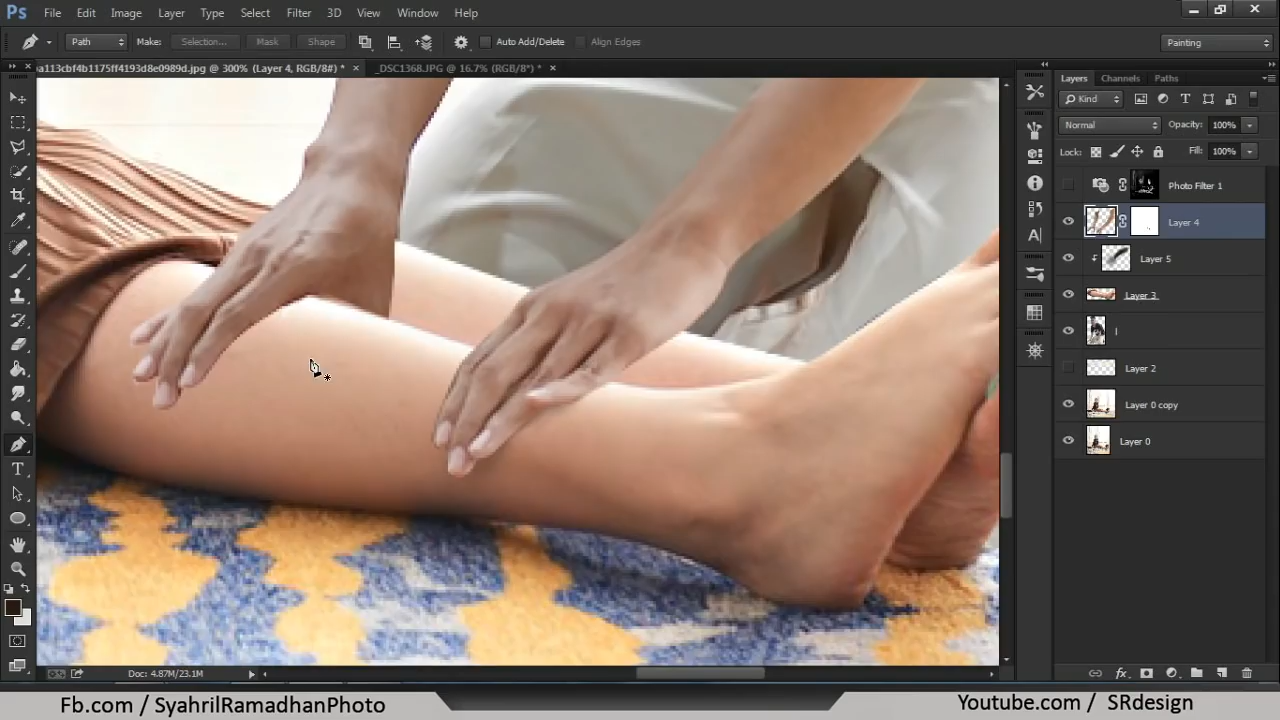 Ps File Edit Image Layer Type Select Filter 3D View Window Help
Path Make: Selection... Mask Shape Auto Add/Delete Align Edges Painting
a113cbf4b1175ff4193d8e0989d.jpg @ 300% (Layer 4, RGB/8#) * × _DSC1368.JPG @ 16.7% (RGB/8*) * ×
Layers Channels Paths
Kind
Normal Opacity: 100%
Lock: Fill: 100%
Photo Filter 1
Layer 4
Layer 5
Layer 3
l
Layer 2
Layer 0 copy
Layer 0
Doc: 4.87M/23.1M
Fb.com / SyahrilRamadhanPhoto
Youtube.com / SRdesign